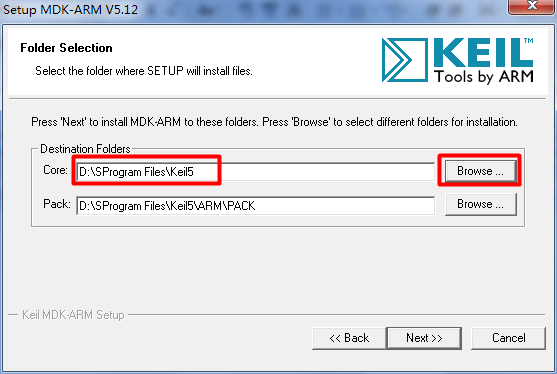 Setup MDK-ARM V5.12
Folder Selection
Select the folder where SETUP will install files.
KEIL™
Tools by ARM
Press 'Next' to install MDK-ARM to these folders. Press 'Browse' to select different folders for installation.
Destination Folders
Core: D:\SProgram Files\Keil5 Browse ...
Pack: D:\SProgram Files\Keil5\ARM\PACK Browse ...
Keil MDK-ARM Setup
<< Back Next >> Cancel